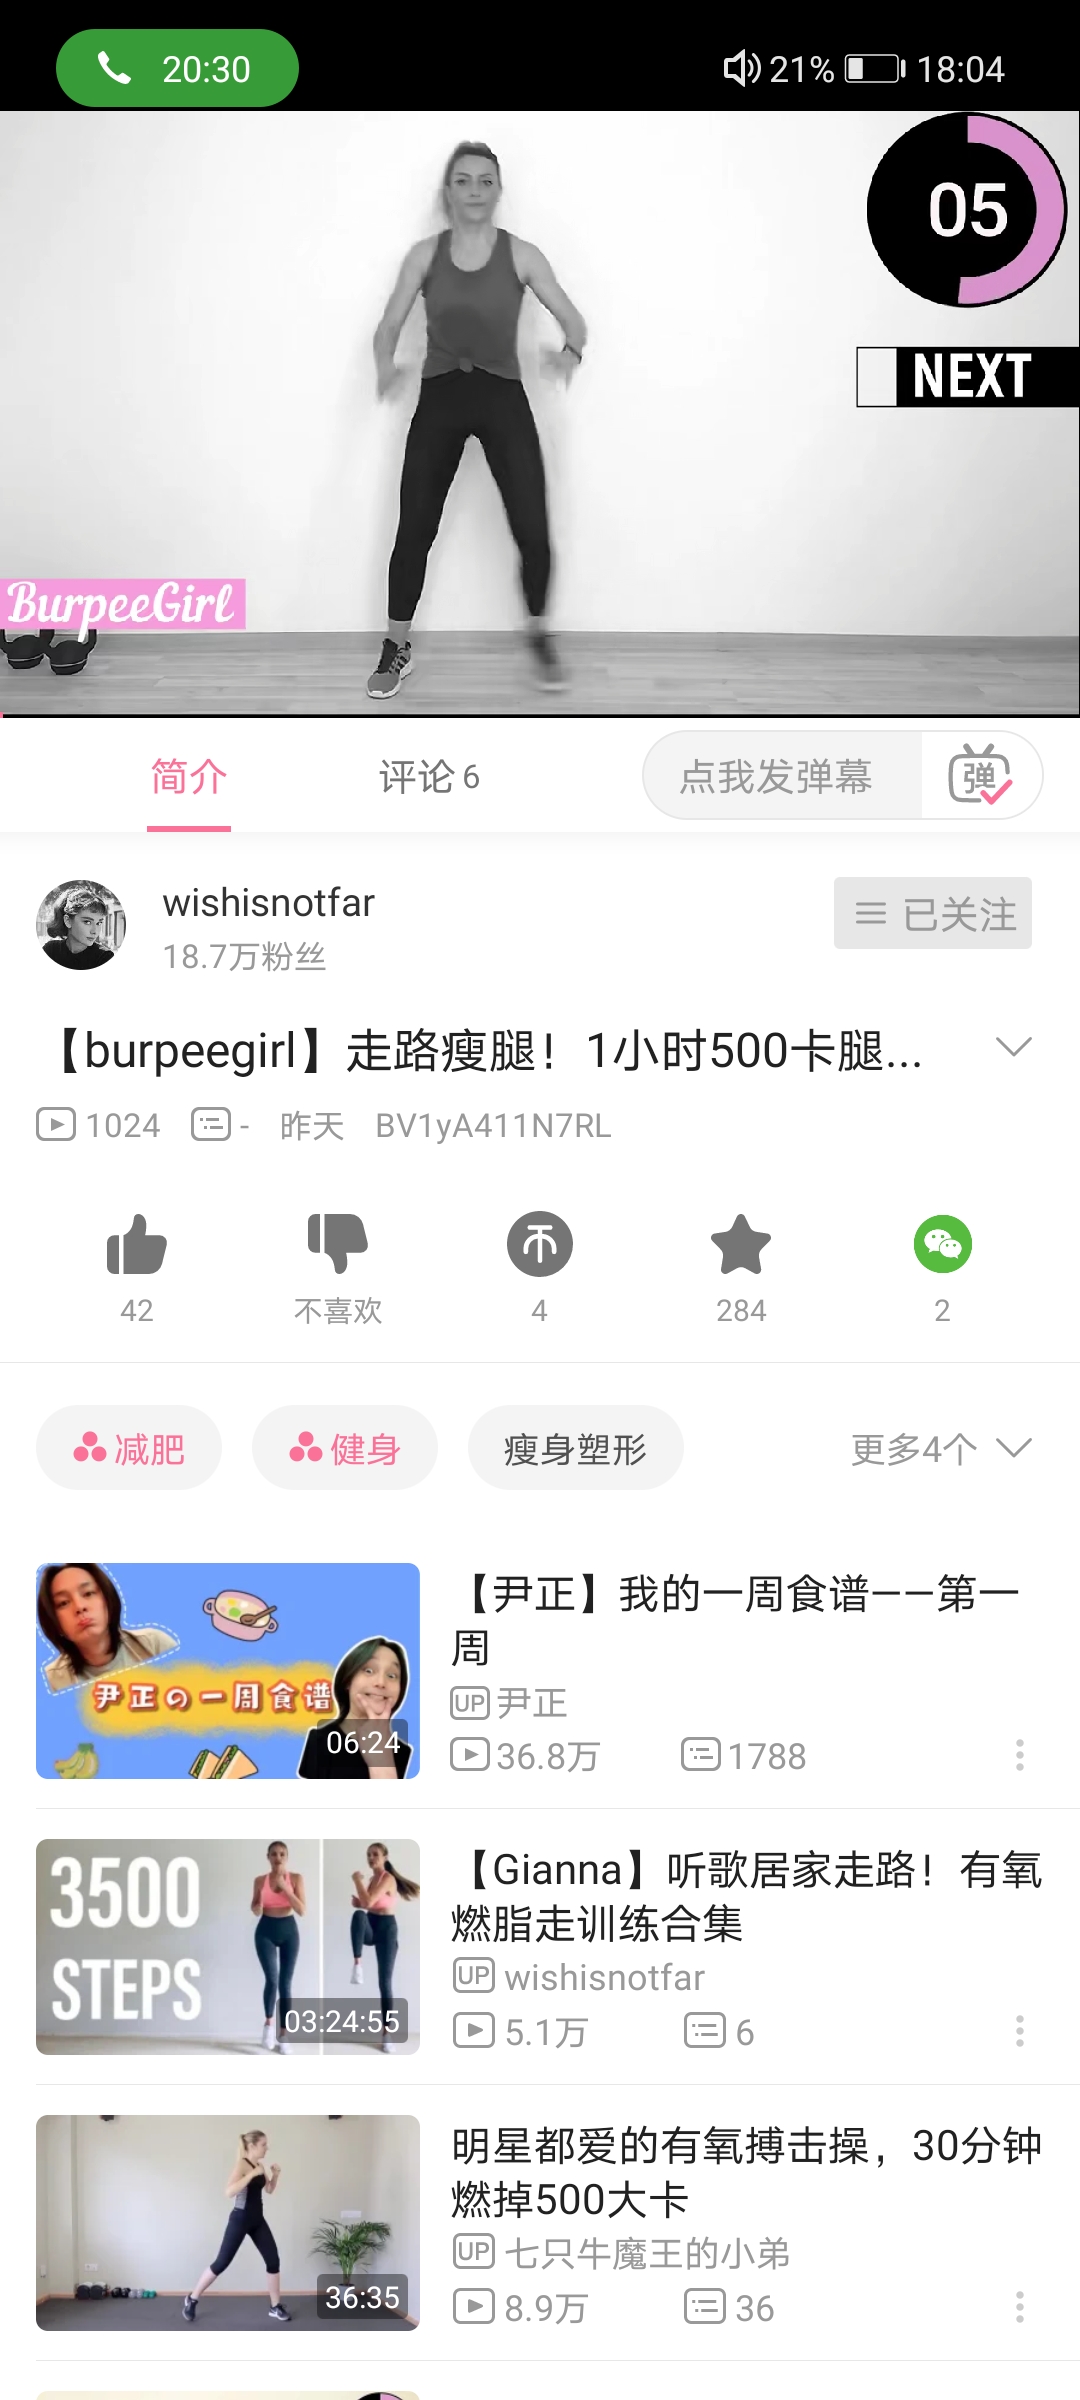 20:30
21% 18:04
05
NEXT
BurpeeGirl
简介
评论 6
点我发弹幕
弹
wishisnotfar
已关注
18.7万粉丝
【burpeegirl】走路瘦腿！1小时500卡腿...
1024 - 昨天 BV1yA411N7RL
42 不喜欢 4 284 2
减肥 健身 瘦身塑形 更多4个
尹正の一周食谱
06:24
【尹正】我的一周食谱——第一
周
UP 尹正
36.8万 1788
3500
STEPS
03:24:55
【Gianna】听歌居家走路！有氧
燃脂走训练合集
UP wishisnotfar
5.1万 6
36:35
明星都爱的有氧搏击操，30分钟
燃掉500大卡
UP 七只牛魔王的小弟
8.9万 36